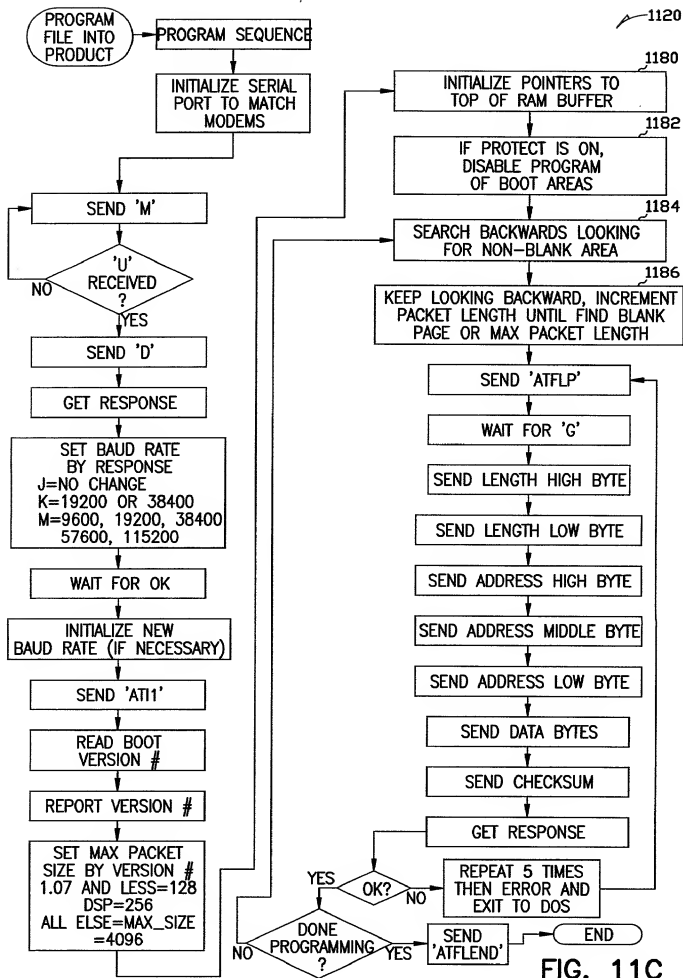 PROGRAM
FILE INTO
PRODUCT
PROGRAM SEQUENCE
INITIALIZE SERIAL
PORT TO MATCH
MODEMS
SEND 'M'
'U'
RECEIVED
?
NO
YES
SEND 'D'
GET RESPONSE
SET BAUD RATE
BY RESPONSE
J=NO CHANGE
K=19200 OR 38400
M=9600, 19200, 38400
57600, 115200
WAIT FOR OK
INITIALIZE NEW
BAUD RATE (IF NECESSARY)
SEND 'ATI1'
READ BOOT
VERSION #
REPORT VERSION #
SET MAX PACKET
SIZE BY VERSION #
1.07 AND LESS=128
DSP=256
ALL ELSE=MAX_SIZE
=4096
1120
1180
INITIALIZE POINTERS TO
TOP OF RAM BUFFER
1182
IF PROTECT IS ON,
DISABLE PROGRAM
OF BOOT AREAS
1184
SEARCH BACKWARDS LOOKING
FOR NON-BLANK AREA
1186
KEEP LOOKING BACKWARD, INCREMENT
PACKET LENGTH UNTIL FIND BLANK
PAGE OR MAX PACKET LENGTH
SEND 'ATFLP'
WAIT FOR 'G'
SEND LENGTH HIGH BYTE
SEND LENGTH LOW BYTE
SEND ADDRESS HIGH BYTE
SEND ADDRESS MIDDLE BYTE
SEND ADDRESS LOW BYTE
SEND DATA BYTES
SEND CHECKSUM
GET RESPONSE
YES
OK?
NO
REPEAT 5 TIMES
THEN ERROR AND
EXIT TO DOS
NO
DONE
PROGRAMMING
?
YES
SEND
'ATFLEND'
END
FIG. 11C